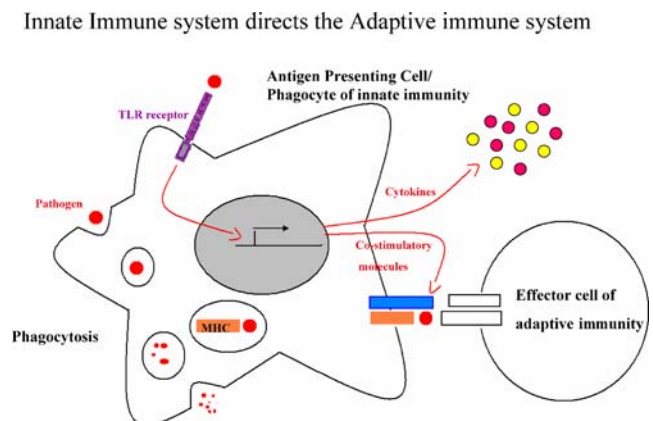 Innate Immune system directs the Adaptive immune system
Antigen Presenting Cell/
Phagocyte of innate immunity
TLR receptor
Pathogen
Cytokines
Co-stimulatory
molecules
Effector cell of
adaptive immunity
MHC
Phagocytosis